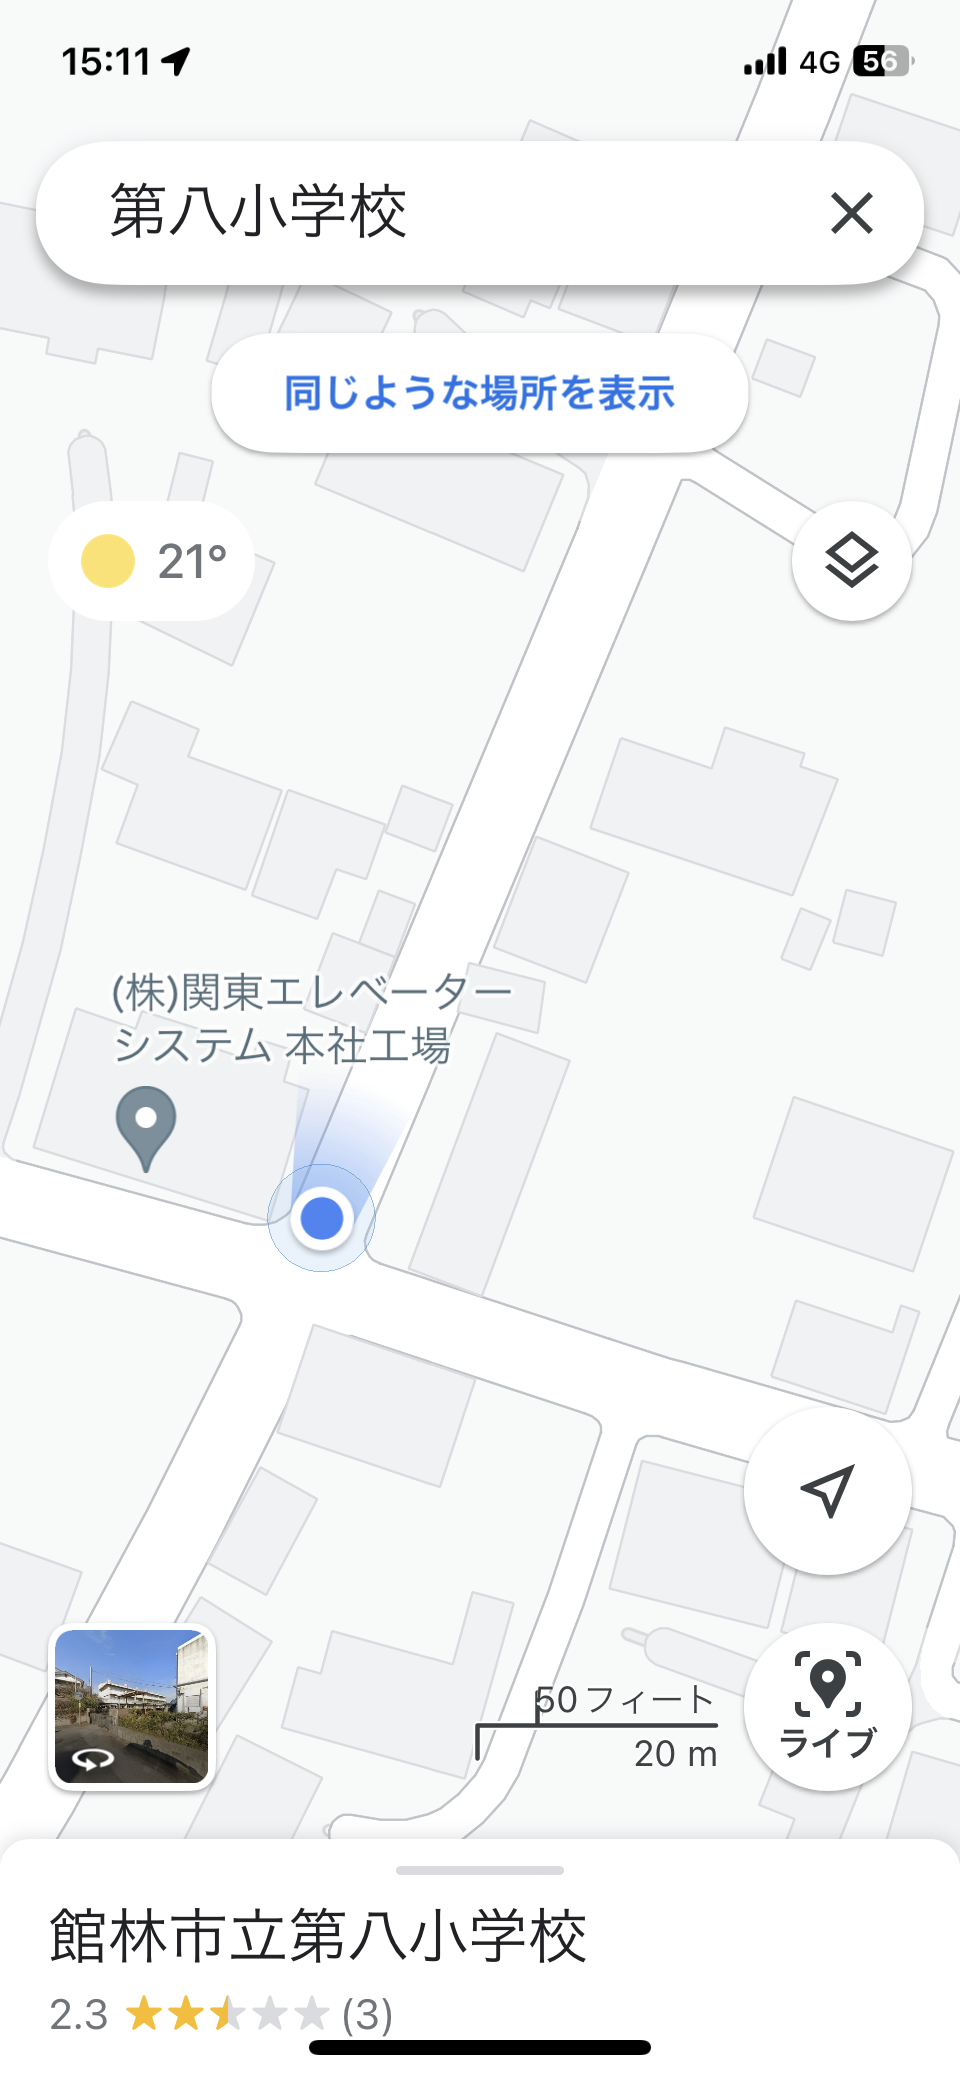 15:11
4G
56
第八小学校
同じような場所を表示
21°
(株)関東エレベーター
システム 本社工場
50フィート
20 m
ライブ
館林市立第八小学校
2.3 (3)